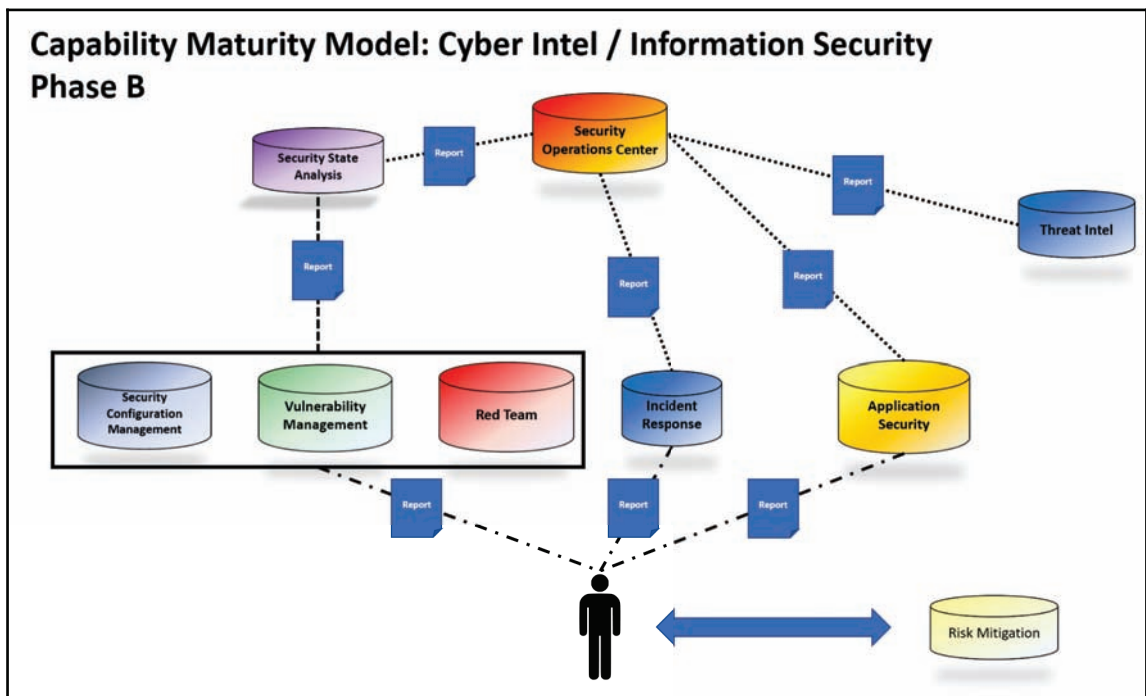 Capability Maturity Model: Cyber Intel / Information Security
Phase B
Security
Operations Center
Report
Security State
Analysis
Report
Threat Intel
Report
Report
Report
Security
Configuration
Management
Vulnerability
Management
Red Team
Incident
Response
Application
Security
Report
Report
Report
Risk Mitigation